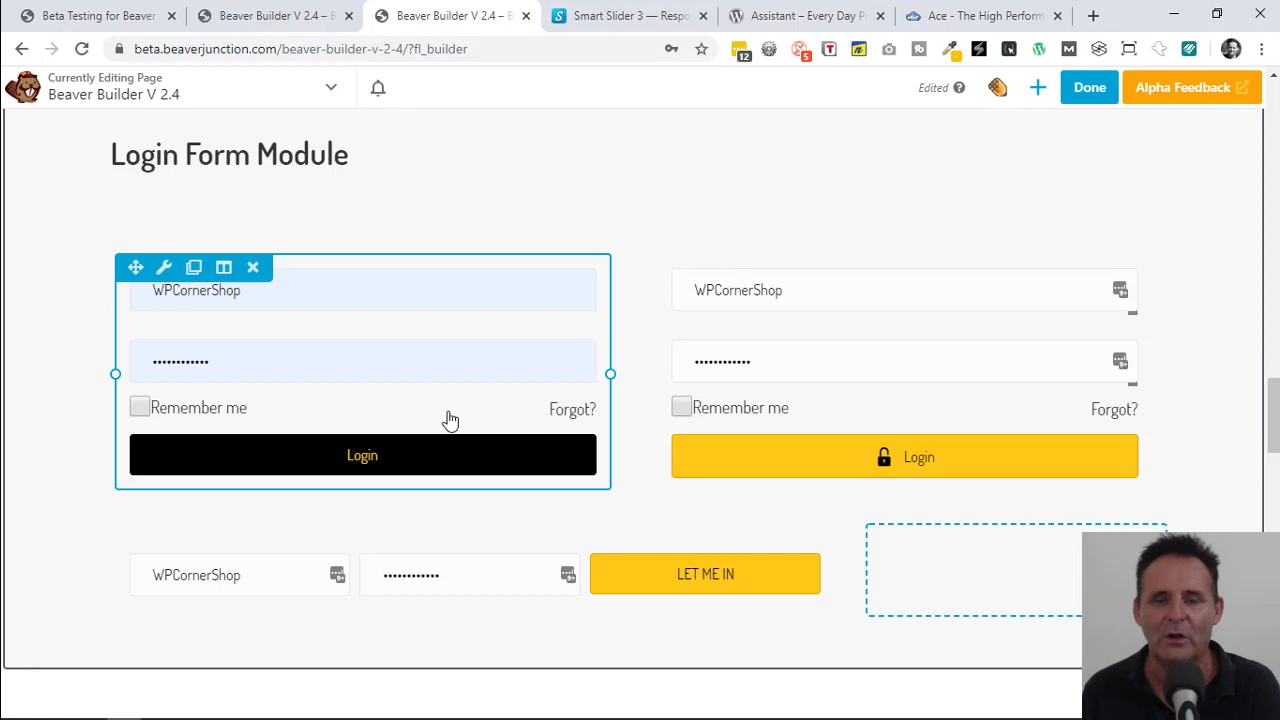 Beta Testing for Beaver
Beaver Builder V 2.4 –
Beaver Builder V 2.4 –
Smart Slider 3 — Respo
Assistant – Every Day P
Ace - The High Perform
beta.beaverjunction.com/beaver-builder-v-2-4/?fl_builder
12
5
Currently Editing Page
Beaver Builder V 2.4
Edited
Done
Alpha Feedback
Login Form Module
WPCornerShop
WPCornerShop
••••••••••••
••••••••••••
Remember me
Forgot?
Remember me
Forgot?
Login
Login
WPCornerShop
••••••••••••
LET ME IN